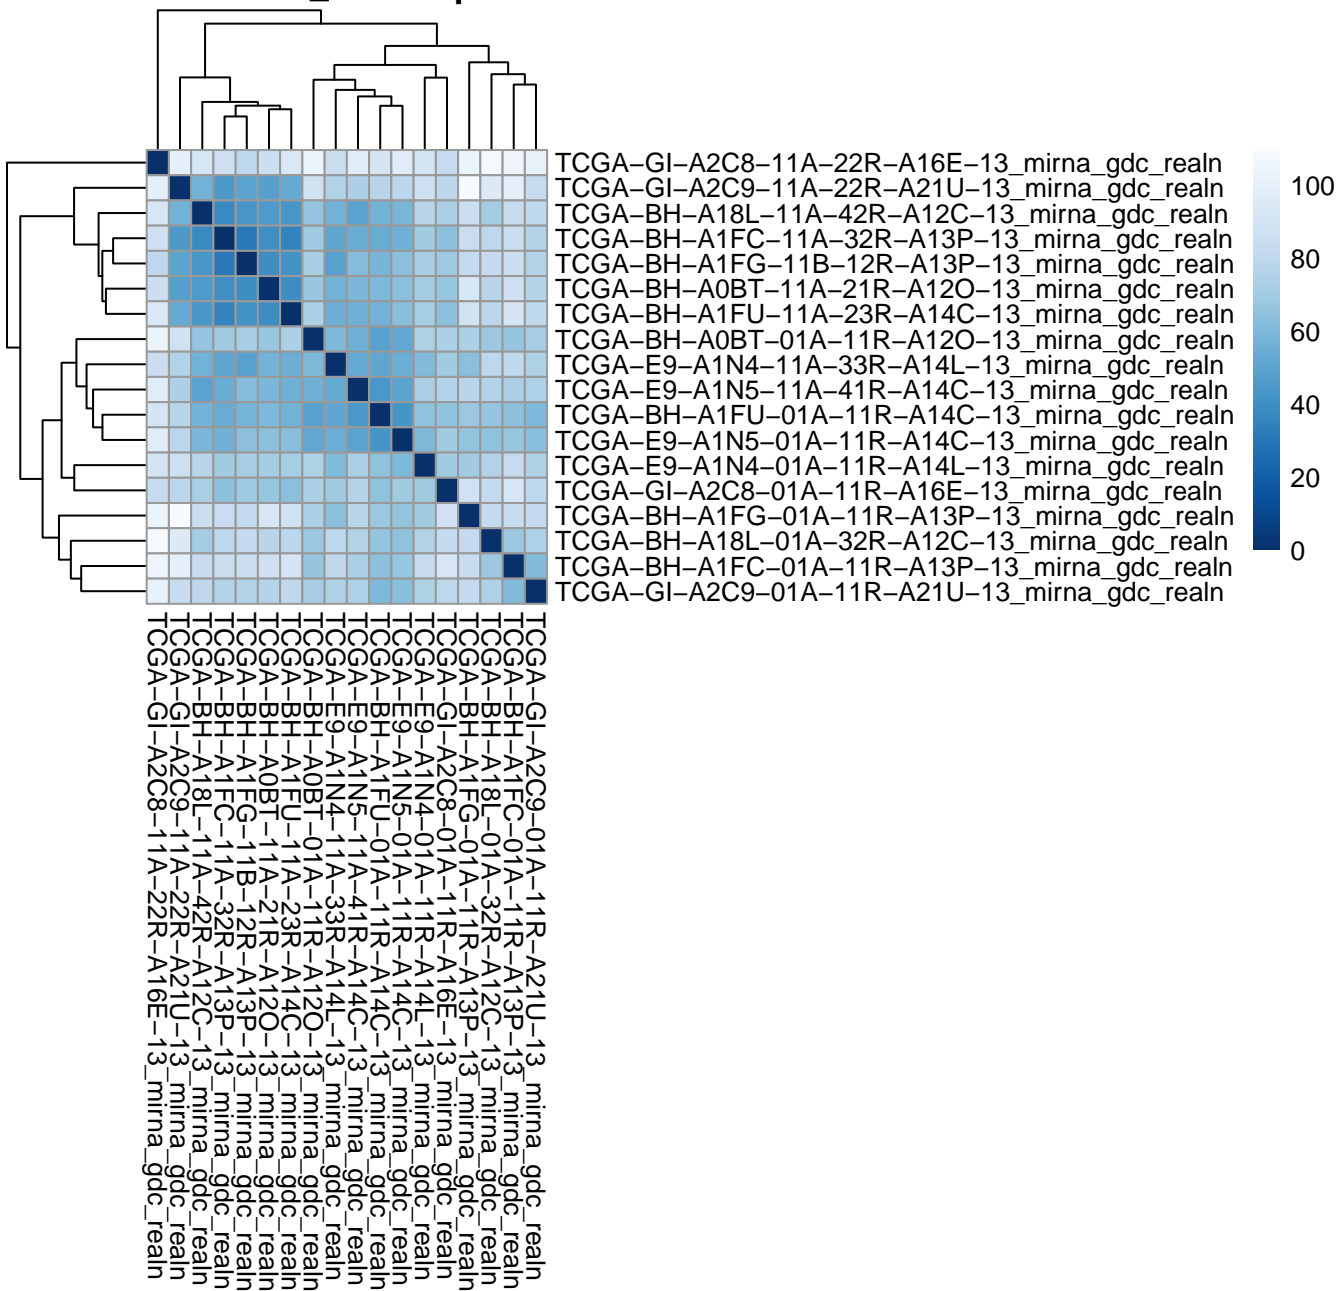 TCGA−GI−A2C8−11A−22R−A16E−13_mirna_gdc_realn
TCGA−GI−A2C9−11A−22R−A21U−13_mirna_gdc_realn
TCGA−BH−A18L−11A−42R−A12C−13_mirna_gdc_realn
TCGA−BH−A1FC−11A−32R−A13P−13_mirna_gdc_realn
TCGA−BH−A1FG−11B−12R−A13P−13_mirna_gdc_realn
TCGA−BH−A0BT−11A−21R−A12O−13_mirna_gdc_realn
TCGA−BH−A1FU−11A−23R−A14C−13_mirna_gdc_realn
TCGA−BH−A0BT−01A−11R−A12O−13_mirna_gdc_realn
TCGA−E9−A1N4−11A−33R−A14L−13_mirna_gdc_realn
TCGA−E9−A1N5−11A−41R−A14C−13_mirna_gdc_realn
TCGA−BH−A1FU−01A−11R−A14C−13_mirna_gdc_realn
TCGA−E9−A1N5−01A−11R−A14C−13_mirna_gdc_realn
TCGA−E9−A1N4−01A−11R−A14L−13_mirna_gdc_realn
TCGA−GI−A2C8−01A−11R−A16E−13_mirna_gdc_realn
TCGA−BH−A1FG−01A−11R−A13P−13_mirna_gdc_realn
TCGA−BH−A18L−01A−32R−A12C−13_mirna_gdc_realn
TCGA−BH−A1FC−01A−11R−A13P−13_mirna_gdc_realn
TCGA−GI−A2C9−01A−11R−A21U−13_mirna_gdc_realn
100
80
60
40
20
0
TCGA−GI−A2C8−11A−22R−A16E−13_mirna_gdc_realn
TCGA−GI−A2C9−11A−22R−A21U−13_mirna_gdc_realn
TCGA−BH−A18L−11A−42R−A12C−13_mirna_gdc_realn
TCGA−BH−A1FC−11A−32R−A13P−13_mirna_gdc_realn
TCGA−BH−A1FG−11B−12R−A13P−13_mirna_gdc_realn
TCGA−BH−A0BT−11A−21R−A12O−13_mirna_gdc_realn
TCGA−BH−A1FU−11A−23R−A14C−13_mirna_gdc_realn
TCGA−BH−A0BT−01A−11R−A12O−13_mirna_gdc_realn
TCGA−E9−A1N4−11A−33R−A14L−13_mirna_gdc_realn
TCGA−E9−A1N5−11A−41R−A14C−13_mirna_gdc_realn
TCGA−BH−A1FU−01A−11R−A14C−13_mirna_gdc_realn
TCGA−E9−A1N5−01A−11R−A14C−13_mirna_gdc_realn
TCGA−E9−A1N4−01A−11R−A14L−13_mirna_gdc_realn
TCGA−GI−A2C8−01A−11R−A16E−13_mirna_gdc_realn
TCGA−BH−A1FG−01A−11R−A13P−13_mirna_gdc_realn
TCGA−BH−A18L−01A−32R−A12C−13_mirna_gdc_realn
TCGA−BH−A1FC−01A−11R−A13P−13_mirna_gdc_realn
TCGA−GI−A2C9−01A−11R−A21U−13_mirna_gdc_realn